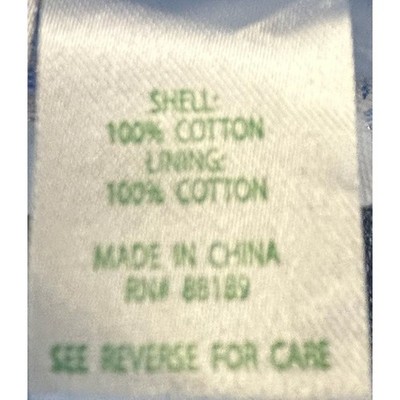 SHELL:
100% COTTON
LINING:
100% COTTON
MADE IN CHINA
RN# 88189
SEE REVERSE FOR CARE